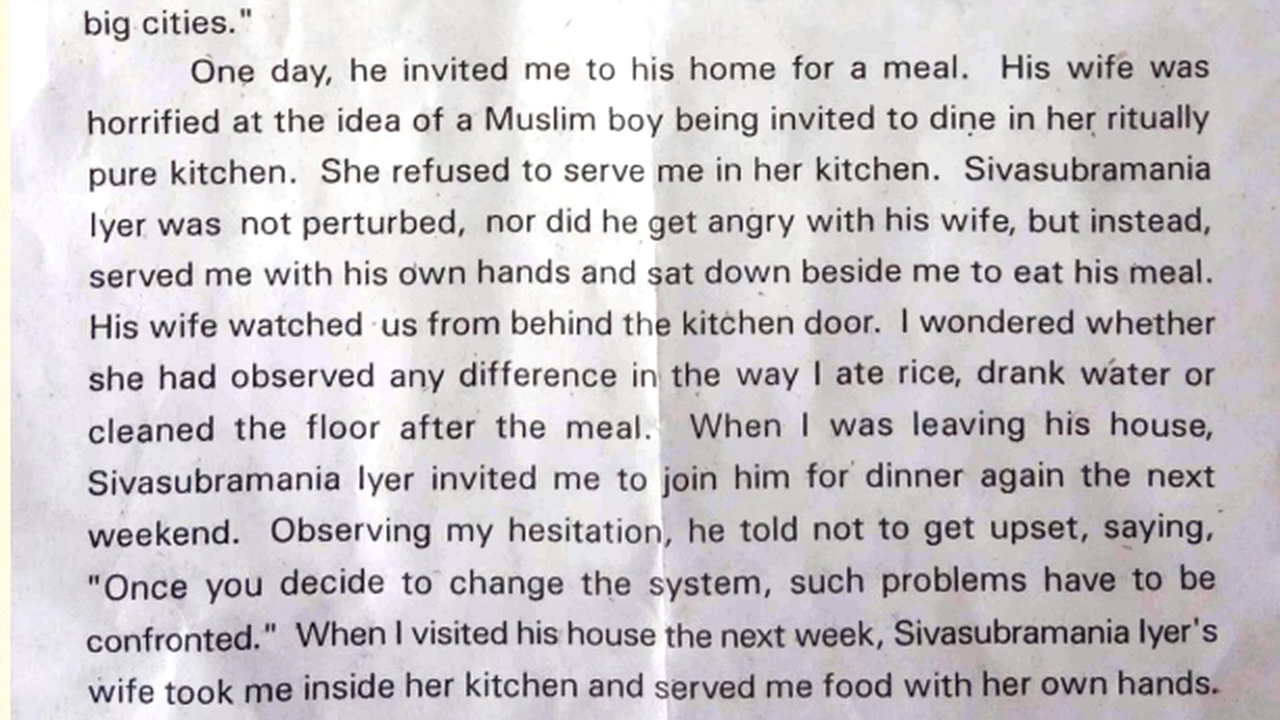 big cities."
One day, he invited me to his home for a meal. His wife was
horrified at the idea of a Muslim boy being invited to dine in her ritually
pure kitchen. She refused to serve me in her kitchen. Sivasubramania
Iyer was not perturbed, nor did he get angry with his wife, but instead,
served me with his own hands and sat down beside me to eat his meal.
His wife watched us from behind the kitchen door. I wondered whether
she had observed any difference in the way I ate rice, drank water or
cleaned the floor after the meal. When I was leaving his house,
Sivasubramania Iyer invited me to join him for dinner again the next
weekend. Observing my hesitation, he told not to get upset, saying,
"Once you decide to change the system, such problems have to be
confronted." When I visited his house the next week, Sivasubramania Iyer's
wife took me inside her kitchen and served me food with her own hands.